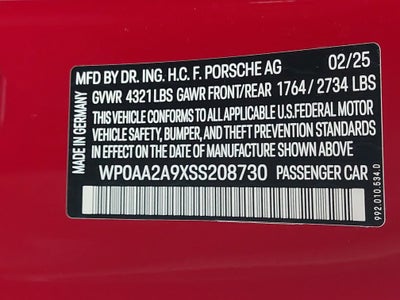 MFD BY DR. ING. H.C. F. PORSCHE AG 02/25
GVWR 4321 LBS GAWR FRONT/REAR 1764 / 2734 LBS
THIS VEHICLE CONFORMS TO ALL APPLICABLE U.S.FEDERAL MOTOR
VEHICLE SAFETY, BUMPER, AND THEFT PREVENTION STANDARDS
IN EFFECT ON THE DATE OF MANUFACTURE SHOWN ABOVE.
WP0AA2A9XSS208730 PASSENGER CAR
MADE IN GERMANY
992.010.534.0